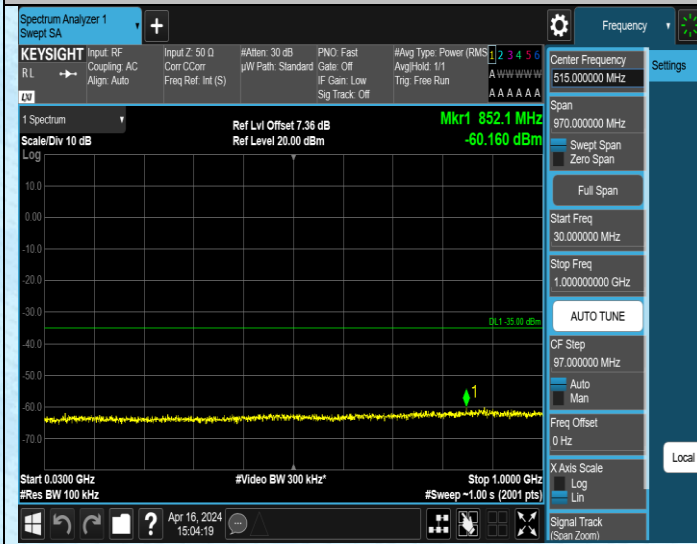 Spectrum Analyzer 1
Swept SA
+
Frequency
KEYSIGHT
RL
LXI
Input: RF
Coupling: AC
Align: Auto
Input Z: 50 Ω
Corr CCorr
Freq Ref: Int (S)
#Atten: 30 dB
µW Path: Standard
PNO: Fast
Gate: Off
IF Gain: Low
Sig Track: Off
#Avg Type: Power (RMS
Avg|Hold: 1/1
Trig: Free Run
1 2 3 4 5 6
A W W W W W
A A A A A A
1 Spectrum
Scale/Div 10 dB
Log
Ref Lvl Offset 7.36 dB
Ref Level 20.00 dBm
Mkr1 852.1 MHz
-60.160 dBm
10.0
0.00
-10.0
-20.0
-30.0
DL1 -35.00 dBm
-40.0
-50.0
1
-60.0
-70.0
Start 0.0300 GHz
#Res BW 100 kHz
#Video BW 300 kHz*
Stop 1.0000 GHz
#Sweep ~1.00 s (2001 pts)
Apr 16, 2024
15:04:19
?
Center Frequency
515.000000 MHz
Span
970.000000 MHz
Swept Span
Zero Span
Full Span
Start Freq
30.000000 MHz
Stop Freq
1.000000000 GHz
AUTO TUNE
CF Step
97.000000 MHz
Auto
Man
Freq Offset
0 Hz
X Axis Scale
Log
Lin
Signal Track
(Span Zoom)
Settings
Local